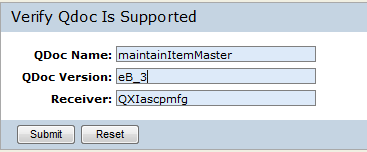 Verify Qdoc Is Supported
QDoc Name: maintainItemMaster
QDoc Version: eB_3
Receiver: QXIascpmfg
Submit Reset